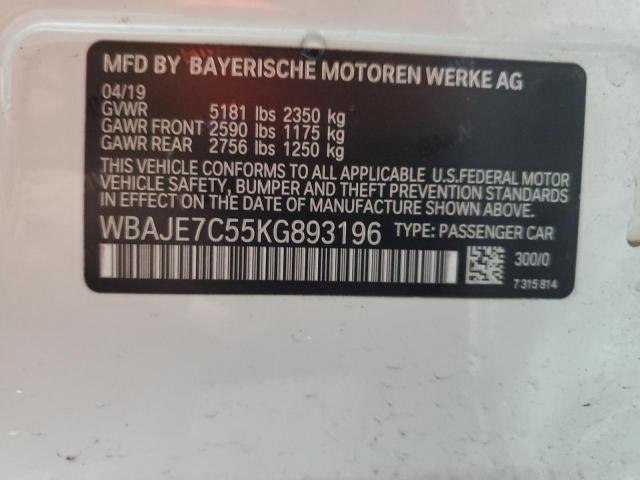 MFD BY BAYERISCHE MOTOREN WERKE AG
04/19
GVWR 5181 lbs 2350 kg
GAWR FRONT 2590 lbs 1175 kg
GAWR REAR 2756 lbs 1250 kg
THIS VEHICLE CONFORMS TO ALL APPLICABLE U.S.FEDERAL MOTOR
VEHICLE SAFETY, BUMPER AND THEFT PREVENTION STANDARDS
IN EFFECT ON THE DATE OF MANUFACTURE SHOWN ABOVE.
WBAJE7C55KG893196 TYPE: PASSENGER CAR
300/0
7315814